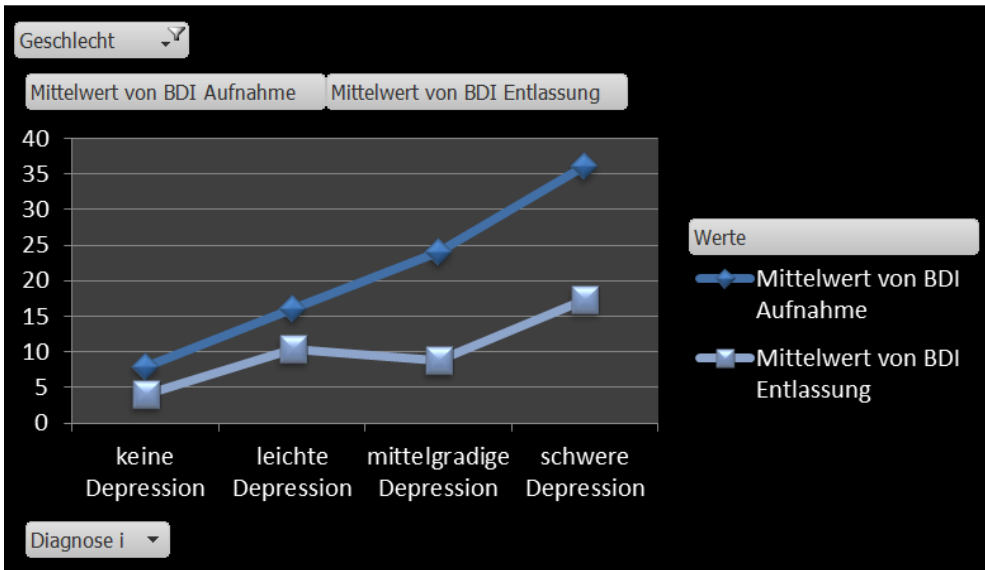 Geschlecht
Mittelwert von BDI Aufnahme
Mittelwert von BDI Entlassung
40
35
30
25
20
15
10
5
0
keine
Depression
leichte
Depression
mittelgradige
Depression
schwere
Depression
Werte
Mittelwert von BDI
Aufnahme
Mittelwert von BDI
Entlassung
Diagnose i